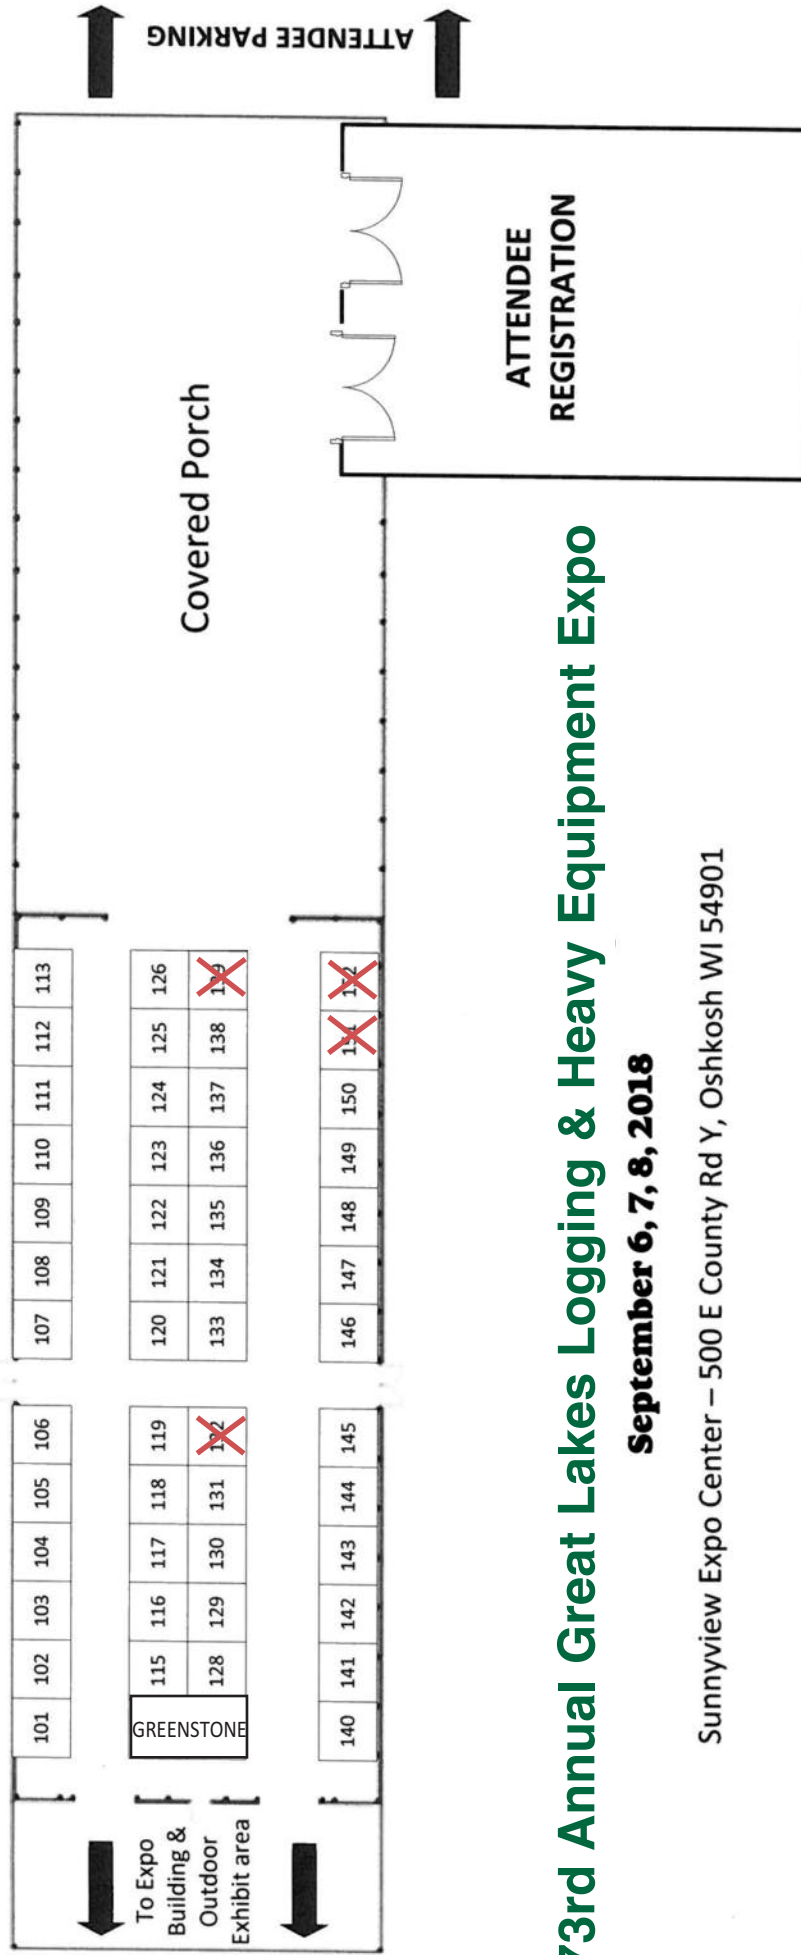 ATTENDEE PARKING
Covered Porch
ATTENDEE
REGISTRATION
101 102 103 104 105 106 107 108 109 110 111 112 113
GREENSTONE
115 116 117 118 119 120 121 122 123 124 125 126
128 129 130 131 133 134 135 136 137 138
140 141 142 143 144 145 146 147 148 149 150
To Expo
Building &
Outdoor
Exhibit area
73rd Annual Great Lakes Logging & Heavy Equipment Expo
September 6, 7, 8, 2018
Sunnyview Expo Center – 500 E County Rd Y, Oshkosh WI 54901